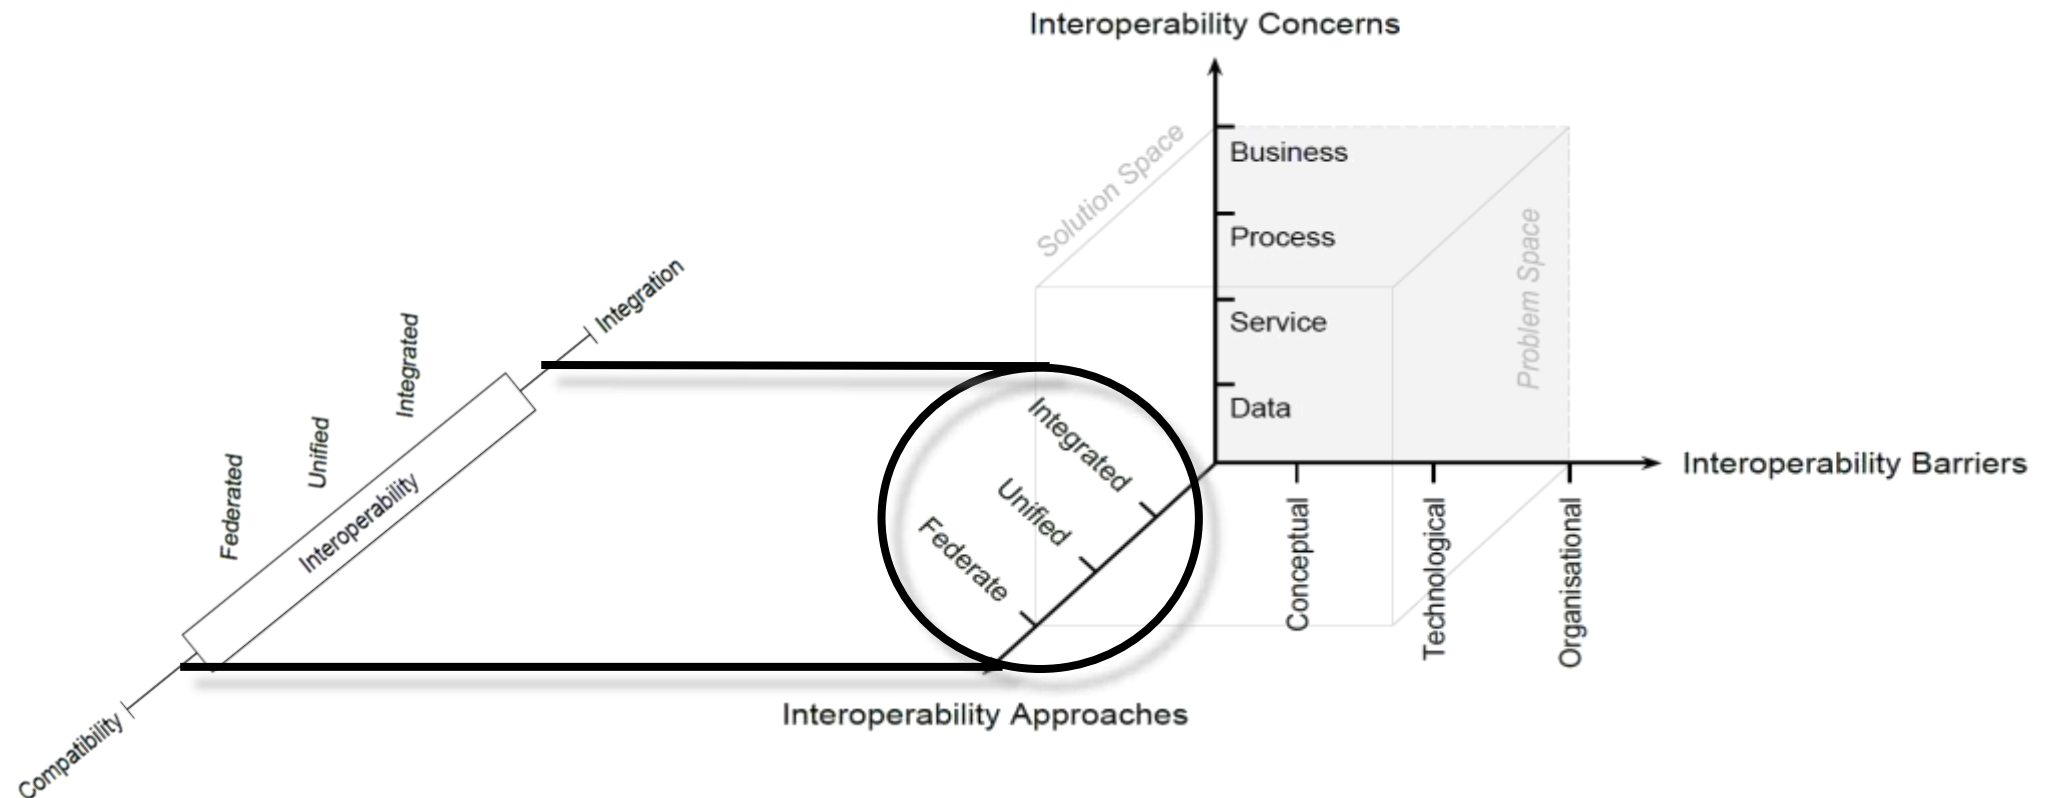 Interoperability Concerns
Solution Space
Business
Process
Service
Data
Problem Space
Interoperability Barriers
Conceptual
Technological
Organisational
Integrated
Unified
Federate
Interoperability Approaches
Integration
Integrated
Unified
Federated
Interoperability
Compatibility